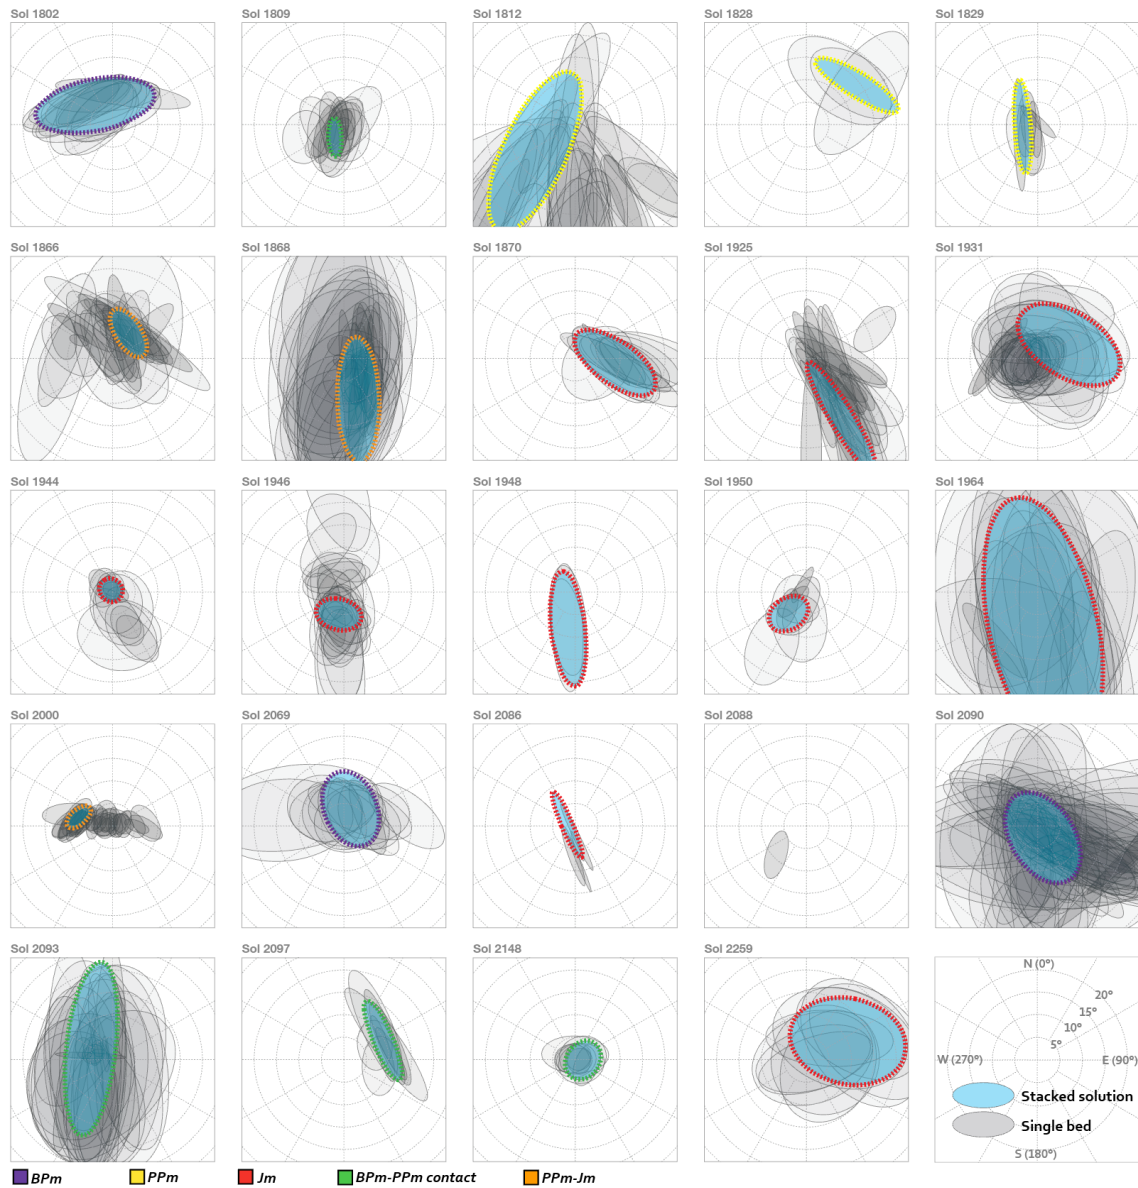 Sol 1802
Sol 1809
Sol 1812
Sol 1828
Sol 1829
Sol 1866
Sol 1868
Sol 1870
Sol 1925
Sol 1931
Sol 1944
Sol 1946
Sol 1948
Sol 1950
Sol 1964
Sol 2000
Sol 2069
Sol 2086
Sol 2088
Sol 2090
Sol 2093
Sol 2097
Sol 2148
Sol 2259
N (0°)
20°
15°
10°
5°
W (270°)
E (90°)
Stacked solution
Single bed
S (180°)
BPm
PPm
Jm
BPm-PPm contact
PPm-Jm